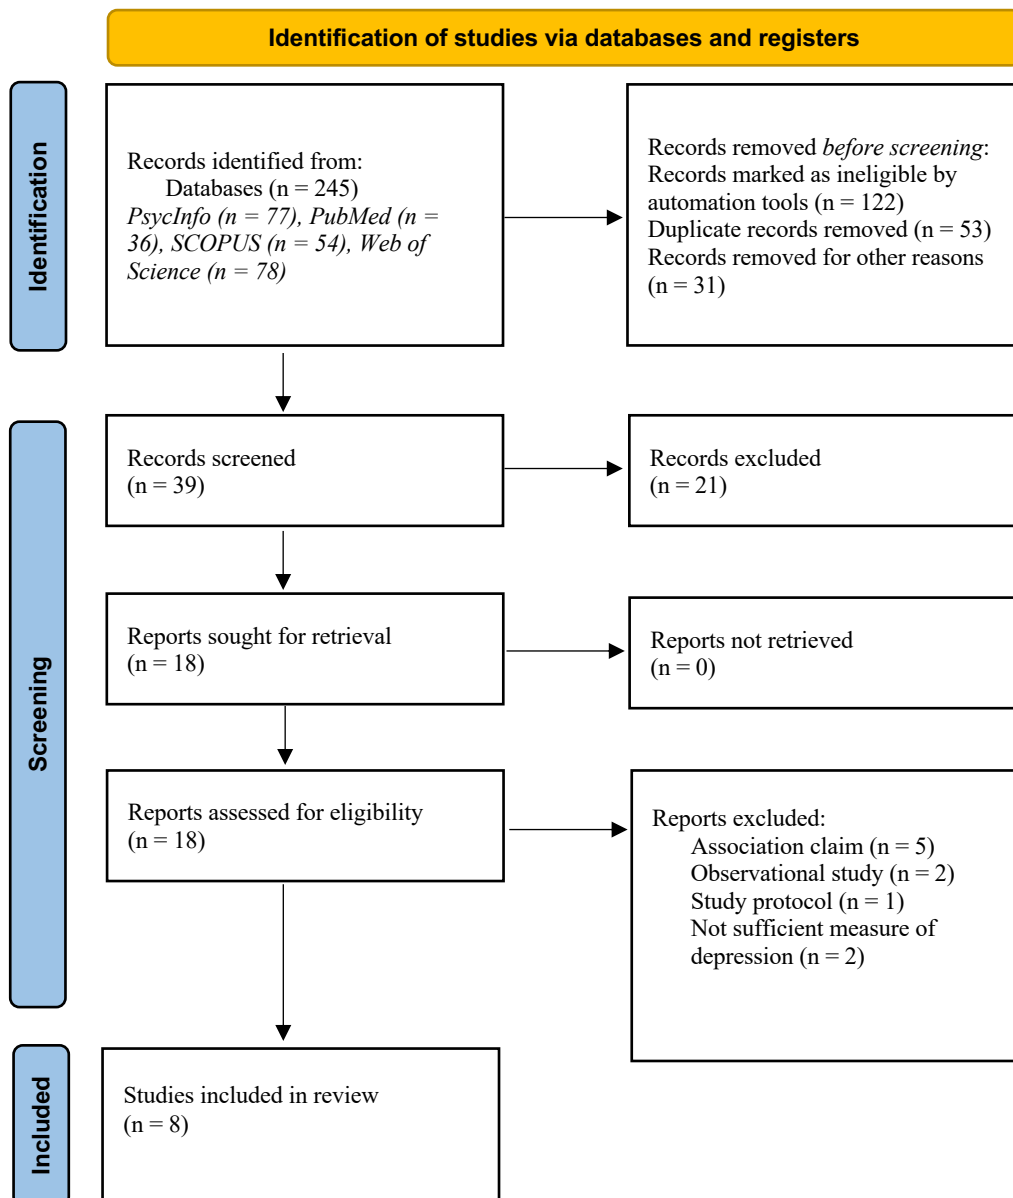 Identification of studies via databases and registers
Identification
Records identified from:
Databases (n = 245)
PsycInfo (n = 77), PubMed (n =
36), SCOPUS (n = 54), Web of
Science (n = 78)
Records removed before screening:
Records marked as ineligible by
automation tools (n = 122)
Duplicate records removed (n = 53)
Records removed for other reasons
(n = 31)
Screening
Records screened
(n = 39)
Records excluded
(n = 21)
Reports sought for retrieval
(n = 18)
Reports not retrieved
(n = 0)
Reports assessed for eligibility
(n = 18)
Reports excluded:
Association claim (n = 5)
Observational study (n = 2)
Study protocol (n = 1)
Not sufficient measure of
depression (n = 2)
Included
Studies included in review
(n = 8)